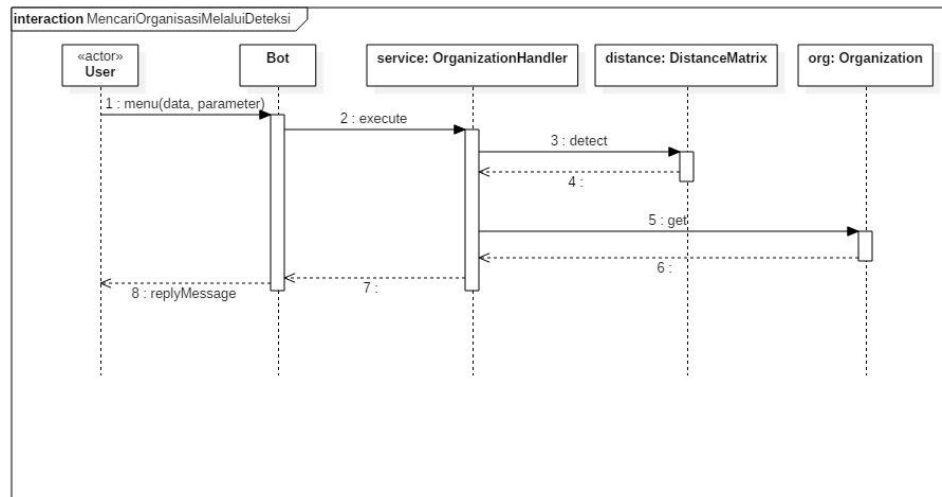 interaction MencariOrganisasiMelaluiDeteksi
«actor»
User
Bot
service: OrganizationHandler
distance: DistanceMatrix
org: Organization
1 : menu(data, parameter)
2 : execute
3 : detect
4 :
5 : get
6 :
7 :
8 : replyMessage